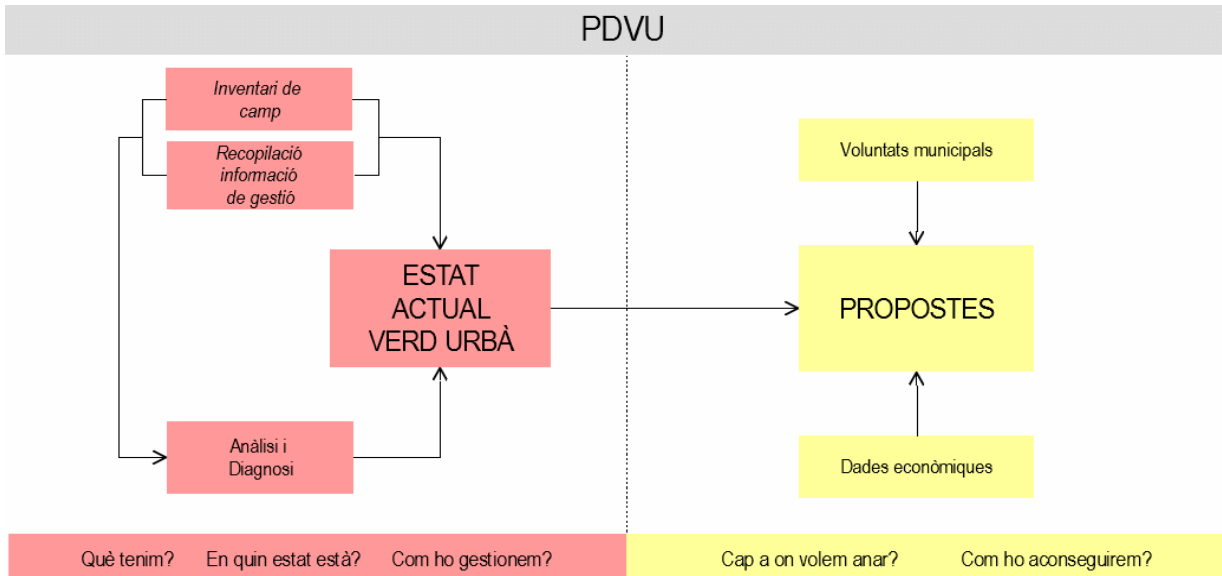 PDVU
Inventari de
camp
Recopilació
informació
de gestió
ESTAT
ACTUAL
VERD URBÀ
Anàlisi i
Diagnosi
Voluntats municipals
PROPOSTES
Dades econòmiques
Què tenim? En quin estat està? Com ho gestionem?
Cap a on volem anar? Com ho aconseguirem?